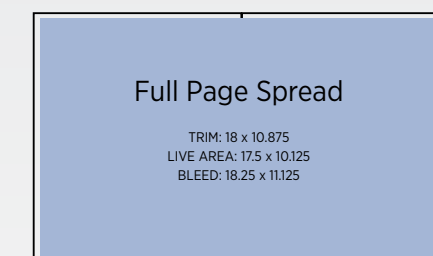 Full Page Spread
TRIM: 18 x 10.875
LIVE AREA: 17.5 x 10.125
BLEED: 18.25 x 11.125